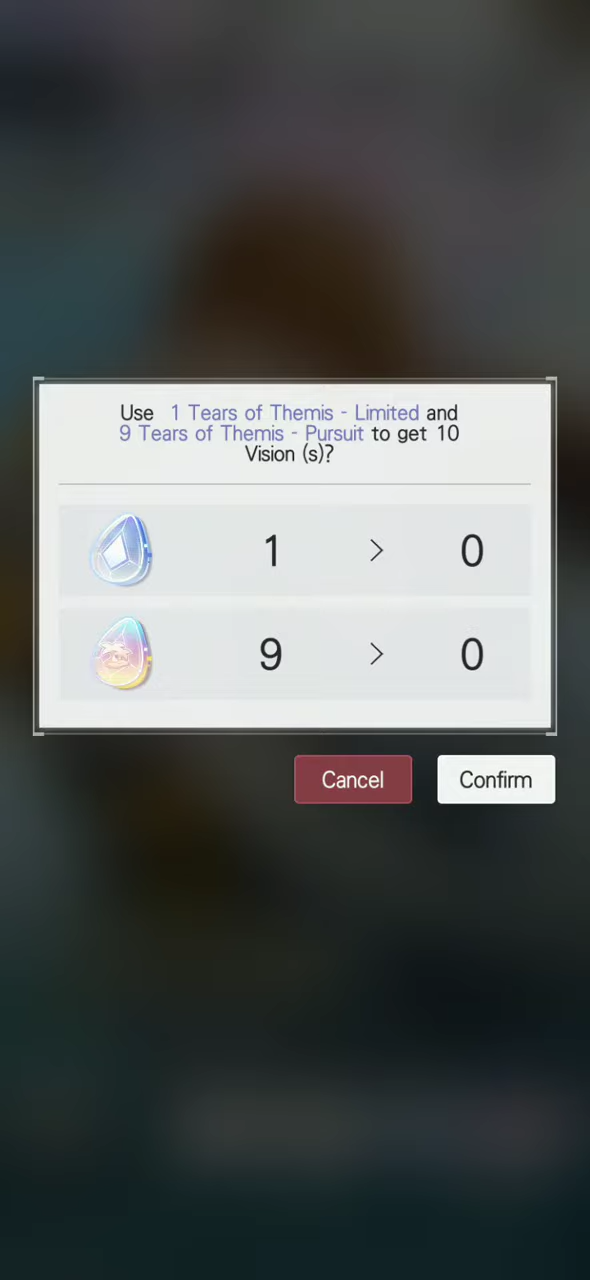 Use 1 Tears of Themis - Limited and
9 Tears of Themis - Pursuit to get 10
Vision (s)?
1 > 0
9 > 0
Cancel Confirm